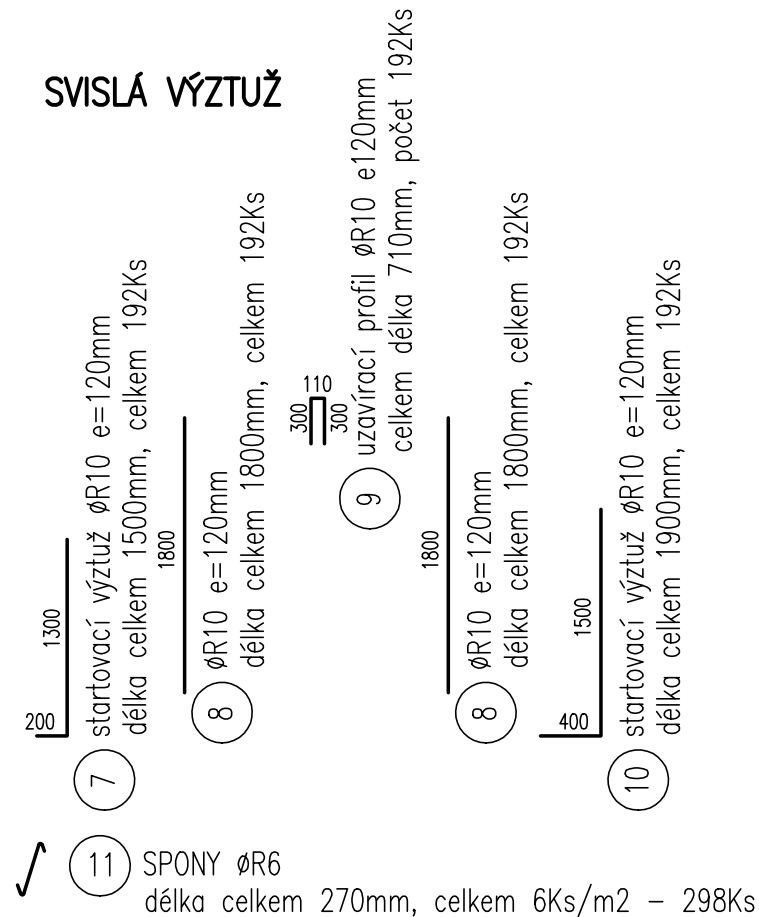 SVISLÁ VÝZTUŽ
200
1300
7
startovací výztuž øR10 e=120mm
délka celkem 1500mm, celkem 192Ks
1800
8
øR10 e=120mm
délka celkem 1800mm, celkem 192Ks
300
110
300
9
uzavírací profil øR10 e120mm
celkem délka 710mm, počet 192Ks
1800
8
øR10 e=120mm
délka celkem 1800mm, celkem 192Ks
400
1500
10
startovací výztuž øR10 e=120mm
délka celkem 1900mm, celkem 192Ks
11
SPONY øR6
délka celkem 270mm, celkem 6Ks/m2 – 298Ks